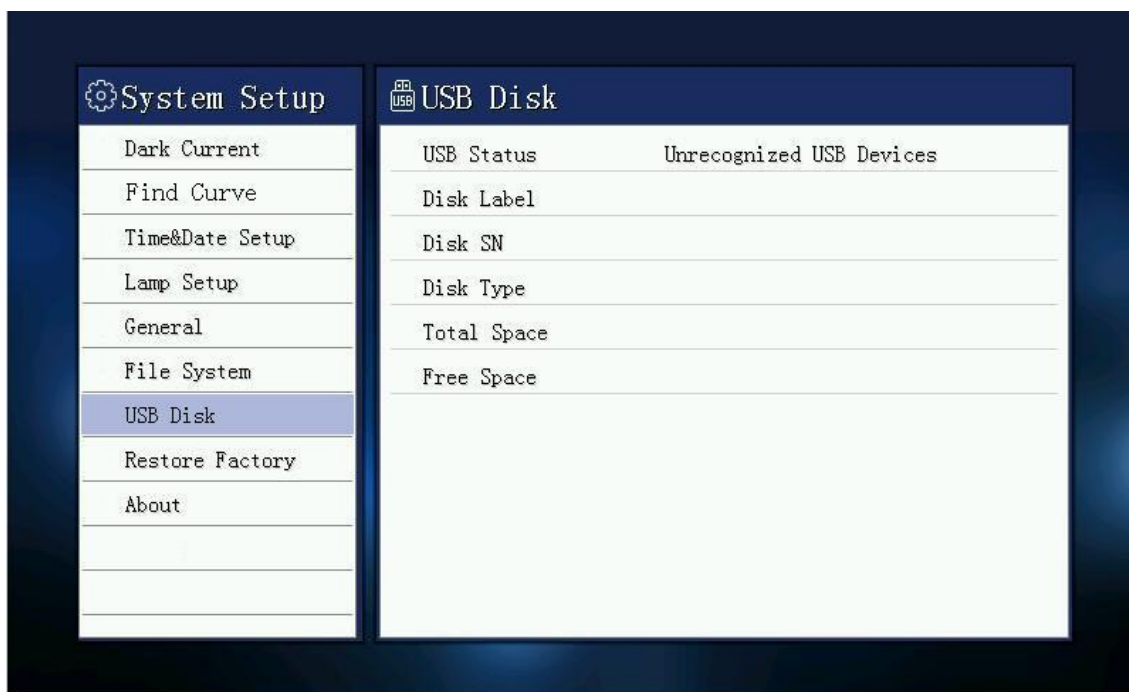 System Setup
Dark Current
Find Curve
Time&Date Setup
Lamp Setup
General
File System
USB Disk
Restore Factory
About
USB
USB Disk
USB Status Unrecognized USB Devices
Disk Label
Disk SN
Disk Type
Total Space
Free Space